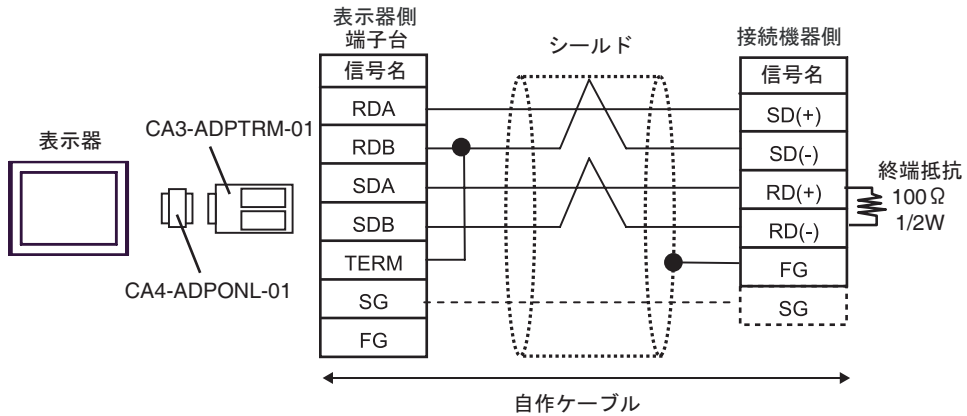 表示器側
端子台
信号名
RDA
RDB
SDA
SDB
TERM
SG
FG
シールド
接続機器側
信号名
SD(+)
SD(-)
RD(+)
RD(-)
FG
SG
終端抵抗
100Ω
1/2W
表示器
CA3-ADPTRM-01
CA4-ADPONL-01
自作ケーブル